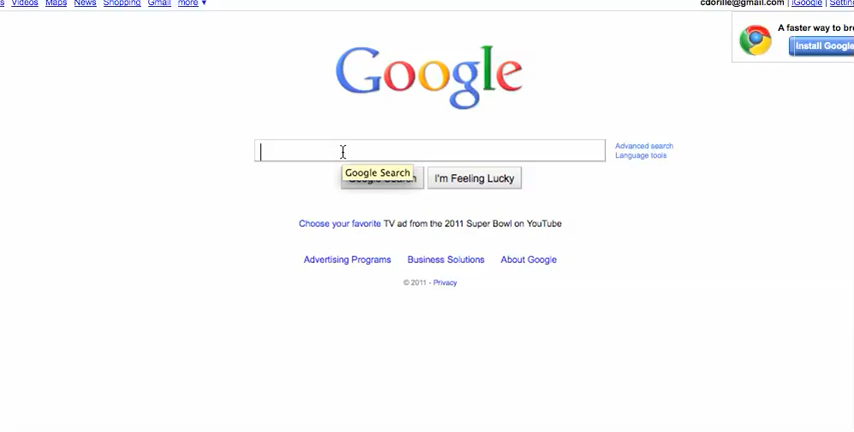 Videos Maps News Shopping Gmail more ▼
cdorille@gmail.com | iGoogle |
A faster way to
Install Google
Google
Advanced search
Language tools
Google Search
I'm Feeling Lucky
Choose your favorite TV ad from the 2011 Super Bowl on YouTube
Advertising Programs Business Solutions About Google
© 2011 - Privacy